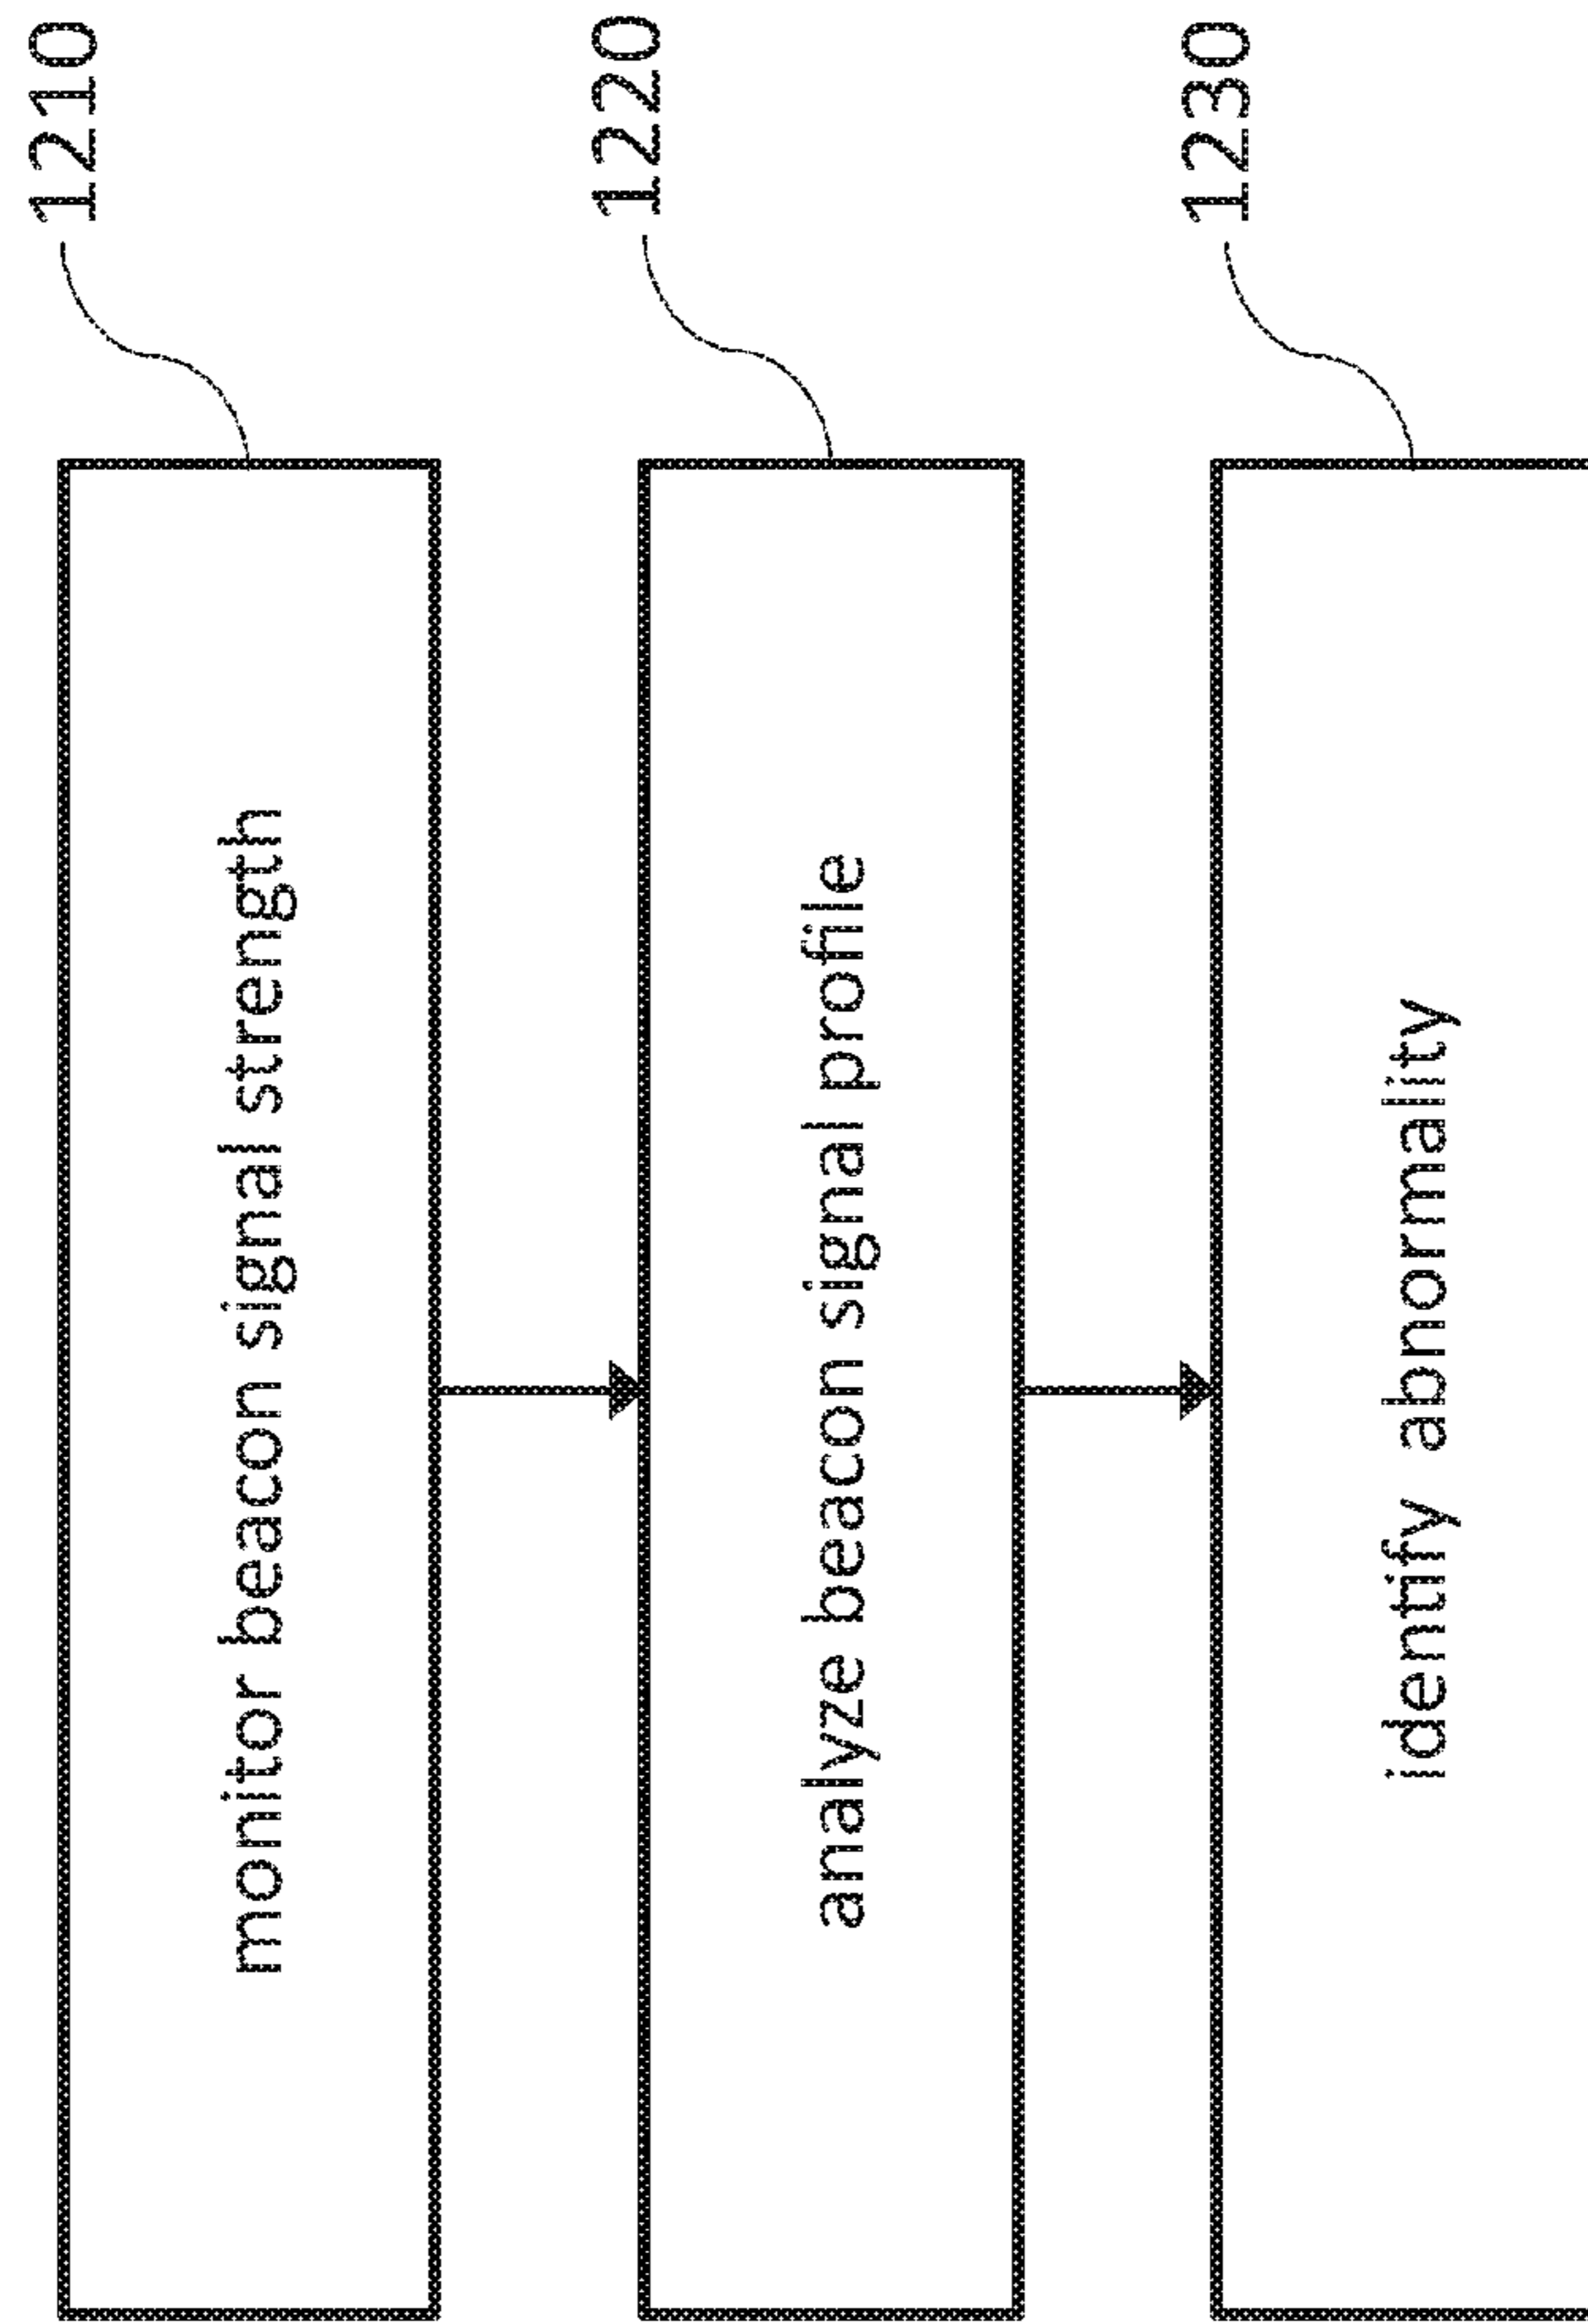 1210
monitor beacon signal strength
1220
analyze beacon signal profile
1230
identify abnormality